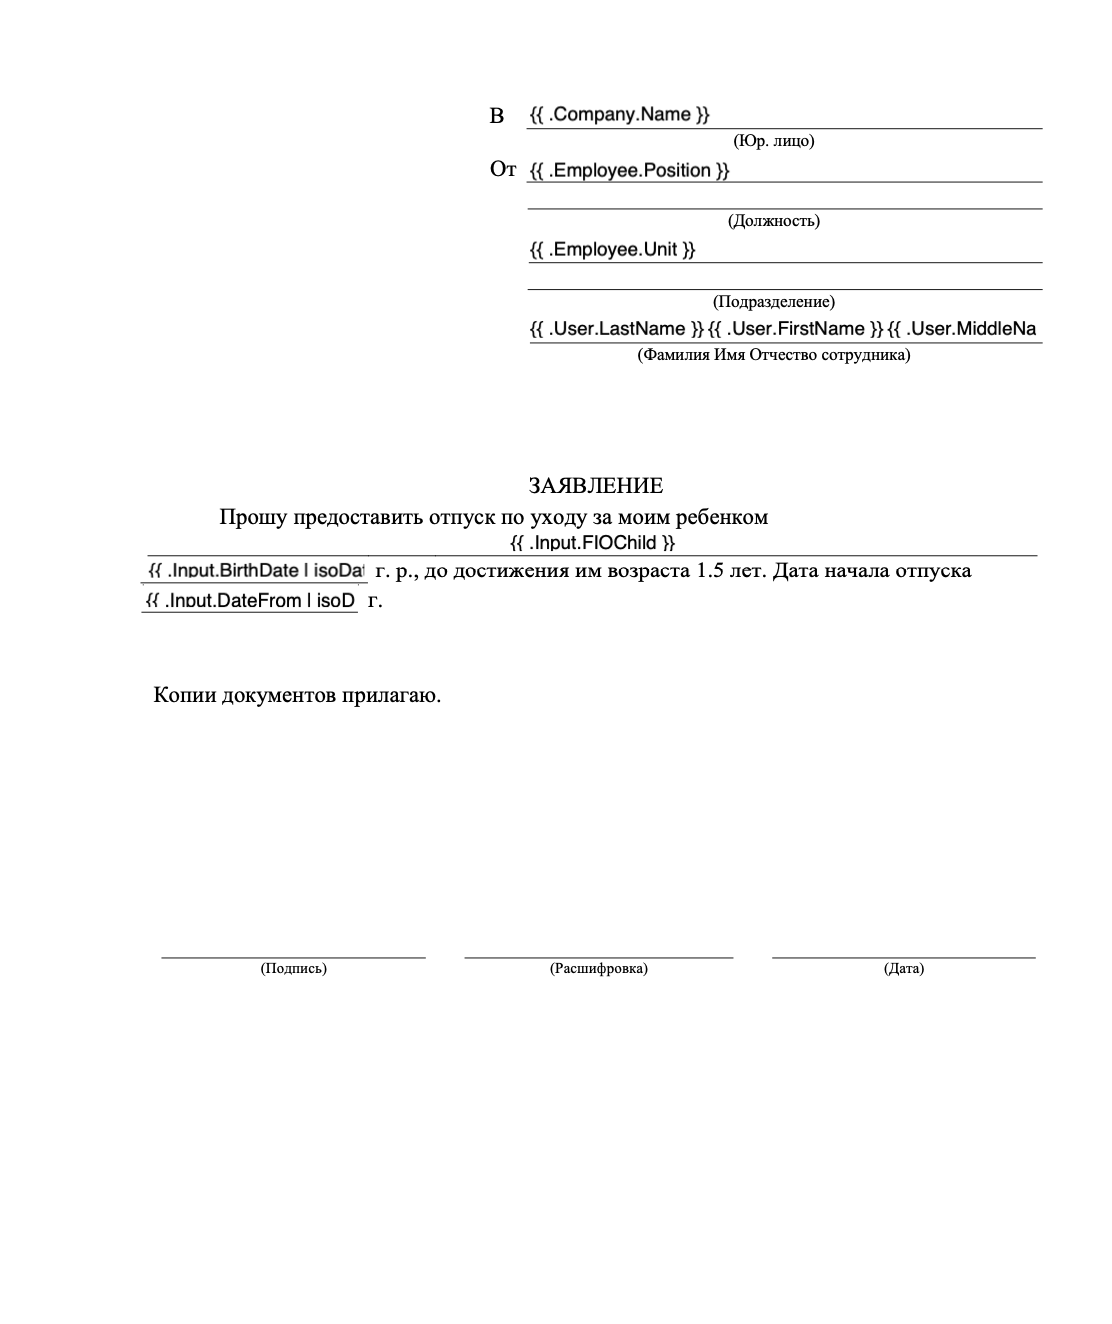 В {{ .Company.Name }}
(Юр. лицо)
От {{ .Employee.Position }}
(Должность)
{{ .Employee.Unit }}
(Подразделение)
{{ .User.LastName }} {{ .User.FirstName }} {{ .User.MiddleNa
(Фамилия Имя Отчество сотрудника)
ЗАЯВЛЕНИЕ
Прошу предоставить отпуск по уходу за моим ребенком
{{ .Input.FIOChild }}
{{ .Input.BirthDate | isoDat г. р., до достижения им возраста 1.5 лет. Дата начала отпуска
{{ .Input.DateFrom | isoD г.
Копии документов прилагаю.
(Подпись) (Расшифровка) (Дата)